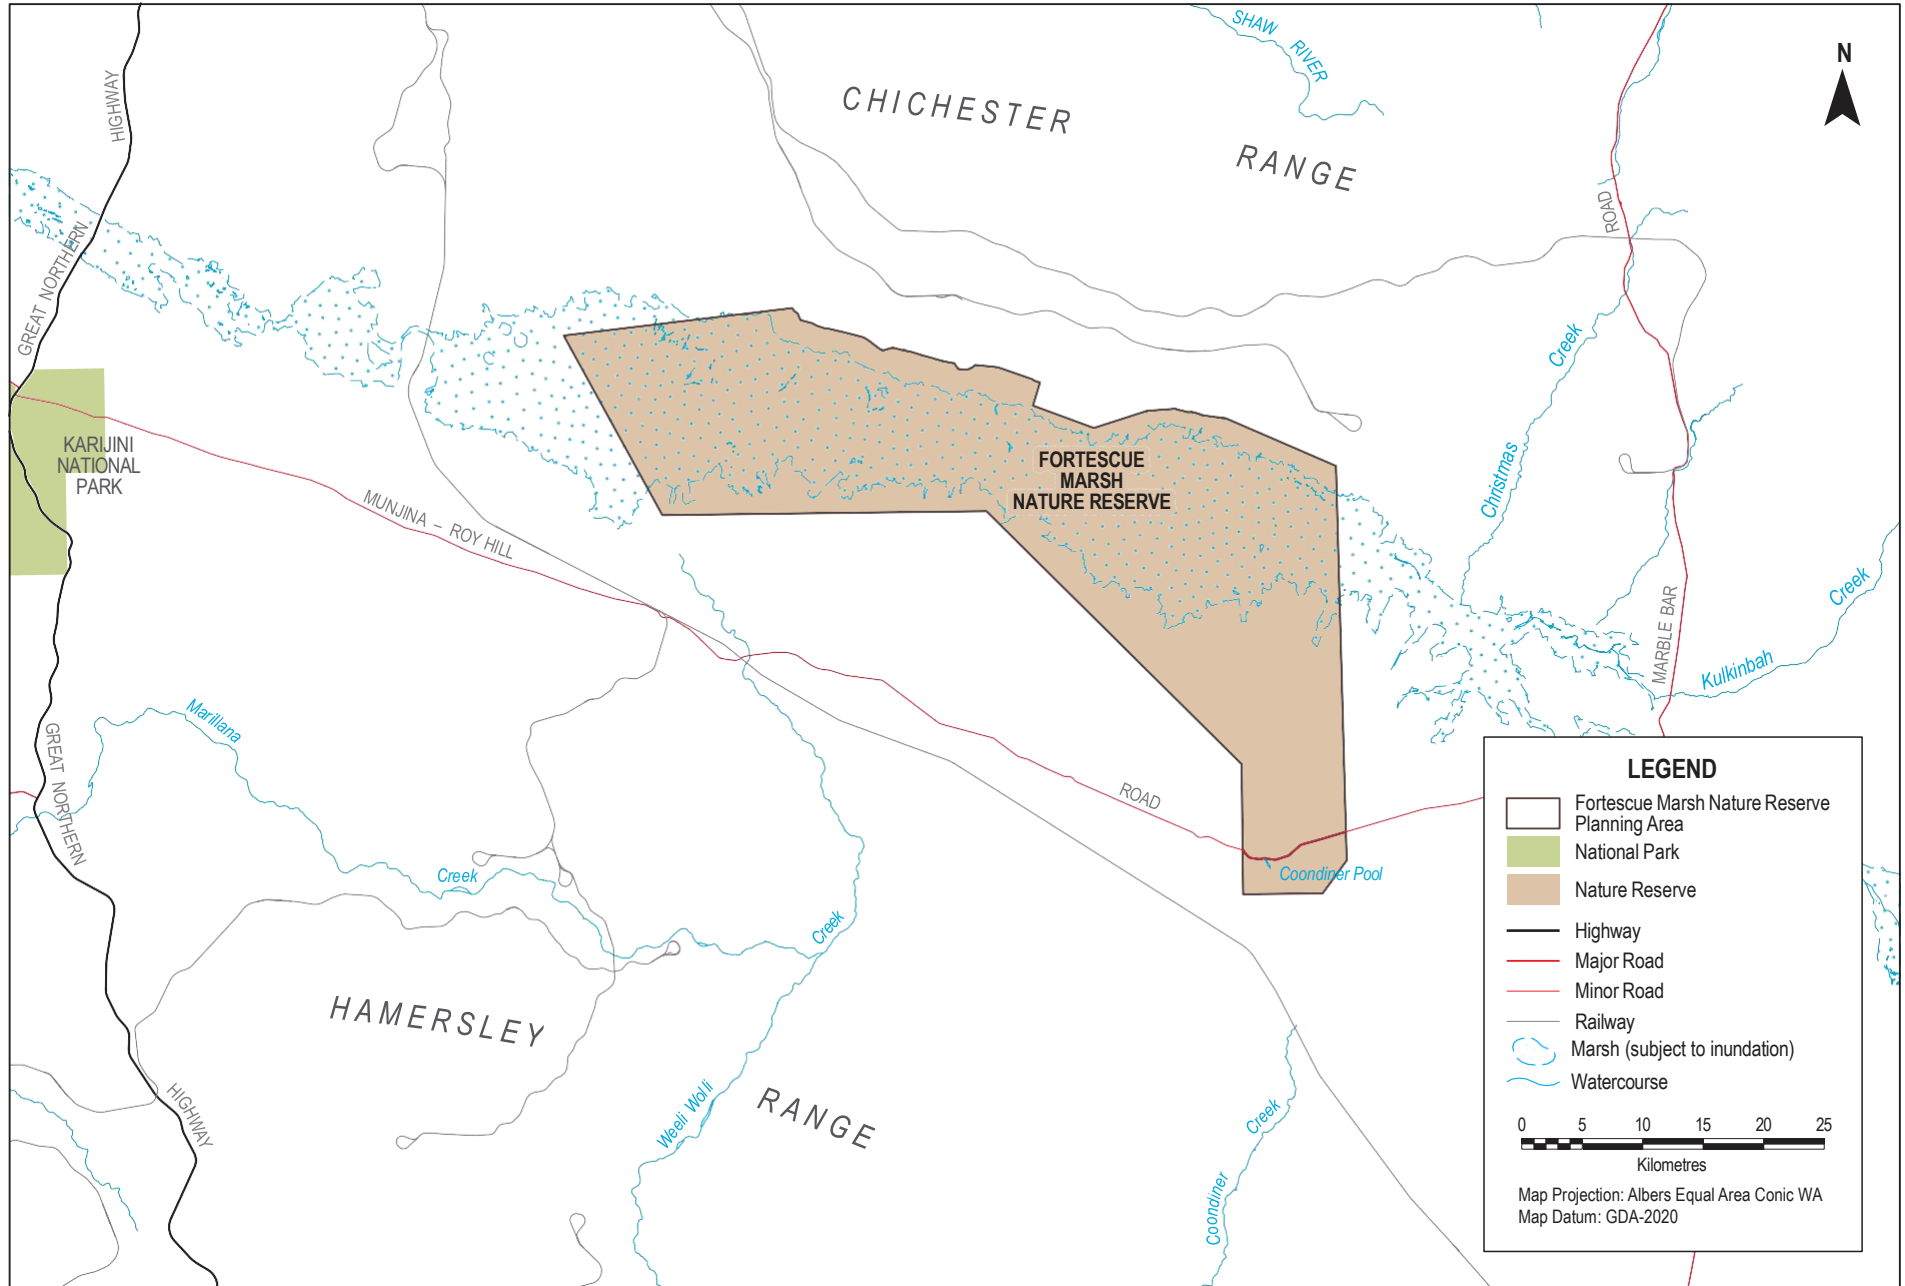 SHAW RIVER
N
HIGHWAY
CHICHESTER
RANGE
ROAD
GREAT NORTHERN
Creek
KARIJINI
NATIONAL
PARK
FORTESCUE
MARSH
NATURE RESERVE
Christmas
MUNJINA – ROY HILL
Creek
MARBLE BAR
Kulkinbah
Marillana
GREAT NORTHERN
ROAD
Creek
Coondiner Pool
Creek
HAMERSLEY
RANGE
HIGHWAY
Weeli Wolli
Creek
Coondiner
LEGEND
Fortescue Marsh Nature Reserve
Planning Area
National Park
Nature Reserve
Highway
Major Road
Minor Road
Railway
Marsh (subject to inundation)
Watercourse
0 5 10 15 20 25
Kilometres
Map Projection: Albers Equal Area Conic WA
Map Datum: GDA-2020